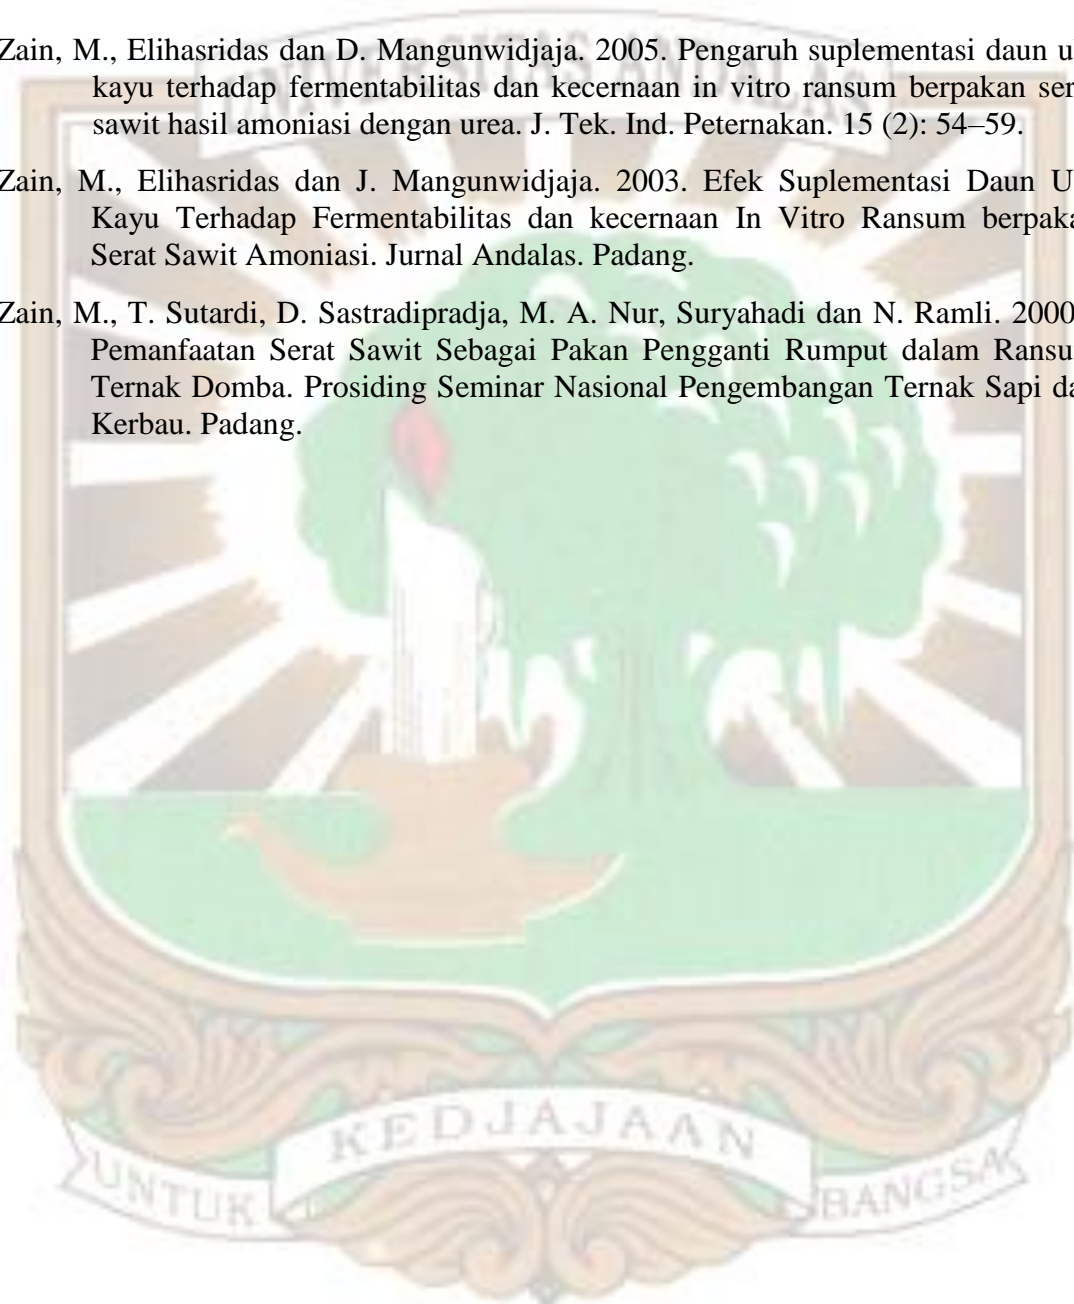 Zain, M., Elihasridas dan D. Mangunwidjaja. 2005. Pengaruh suplementasi daun
kayu terhadap fermentabilitas dan kecernaan in vitro ransum berpakan
sawit hasil amoniasi dengan urea. J. Tek. Ind. Peternakan. 15 (2): 54–59.
Zain, M., Elihasridas dan J. Mangunwidjaja. 2003. Efek Suplementasi Daun
Kayu Terhadap Fermentabilitas dan kecernaan In Vitro Ransum
Serat Sawit Amoniasi. Jurnal Andalas. Padang.
Zain, M., T. Sutardi, D. Sastradipradja, M. A. Nur, Suryahadi dan N. Ramli. 2000
Pemanfaatan Serat Sawit Sebagai Pakan Pengganti Rumput dalam
Ternak Domba. Prosiding Seminar Nasional Pengembangan Ternak Sapi
Kerbau. Padang.
UNIVERSITAS ANDALAS
UNTUK KEDJAJAAN BANGSA